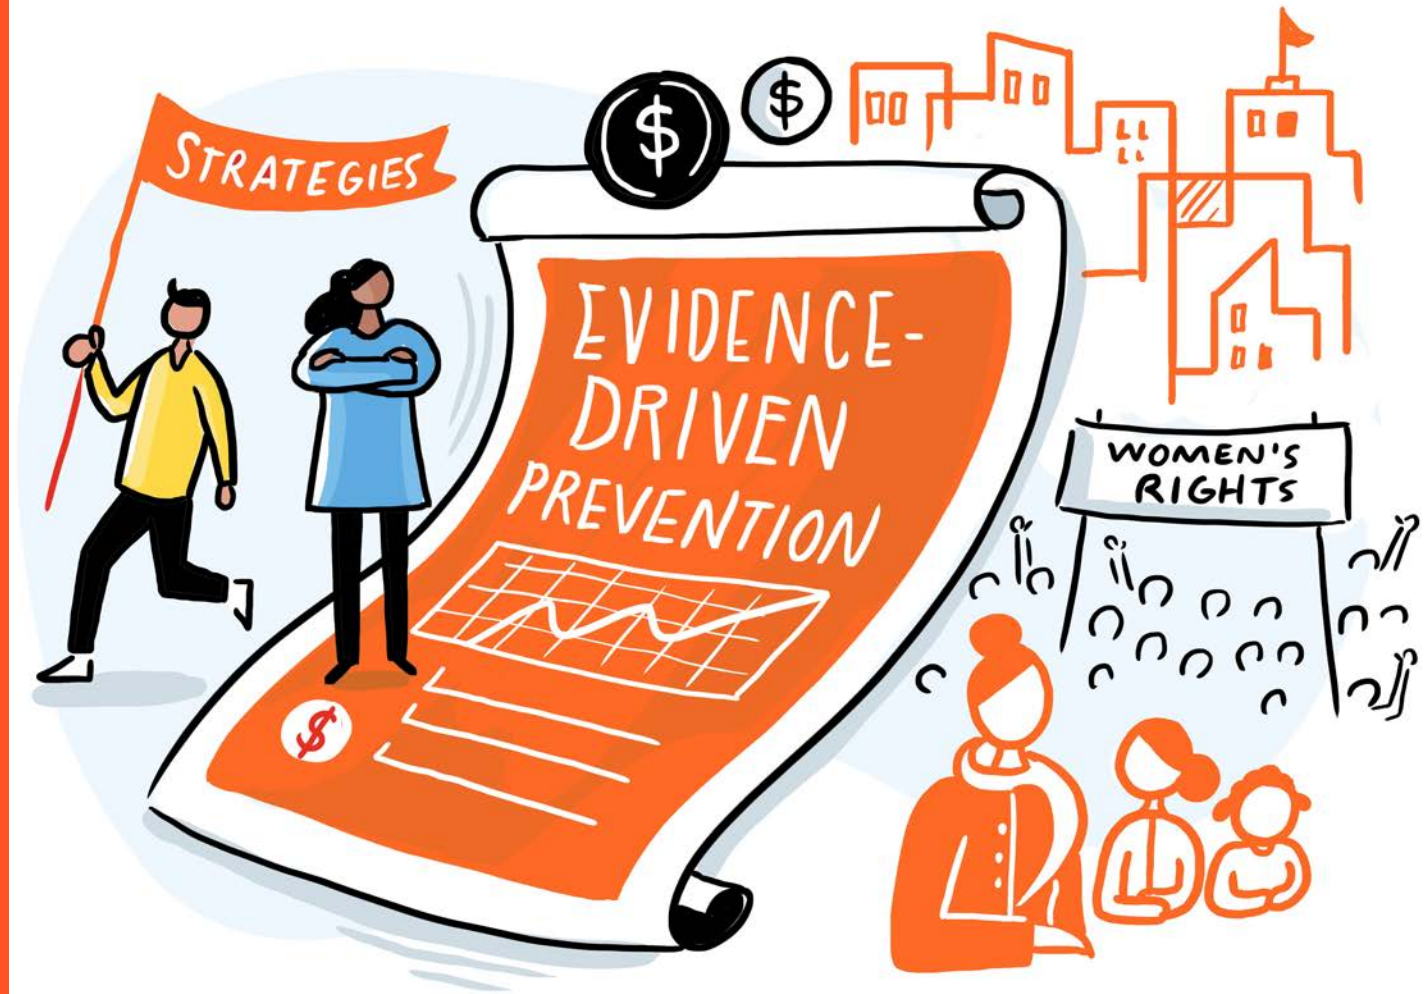 STRATEGIES
$
$
EVIDENCE-
DRIVEN
PREVENTION
$
WOMEN'S
RIGHTS